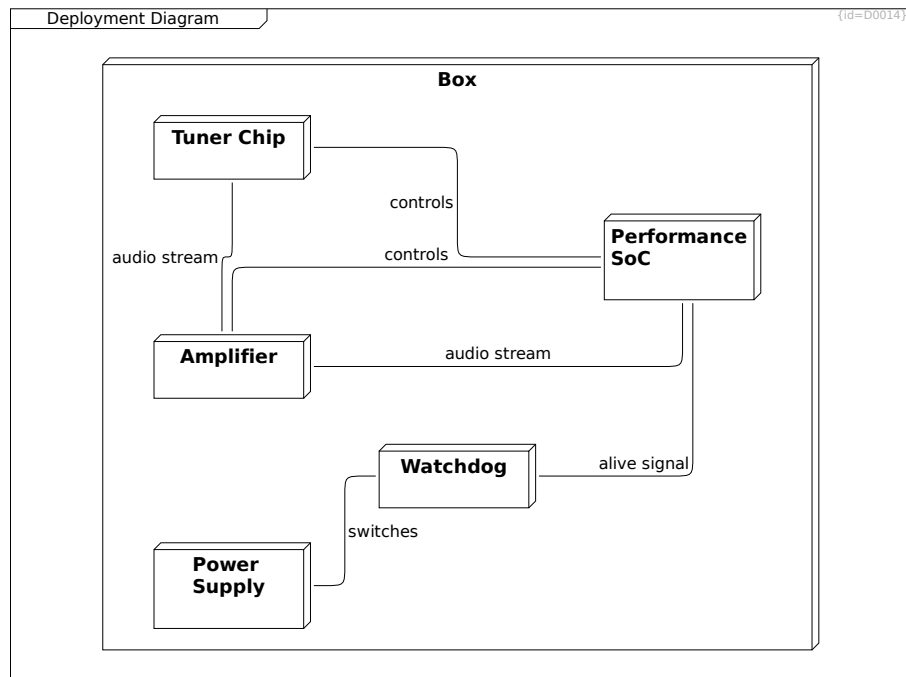 Deployment Diagram
{id=D0014}
Box
Tuner Chip
controls
Performance
SoC
audio stream
controls
Amplifier
audio stream
Watchdog
alive signal
switches
Power
Supply